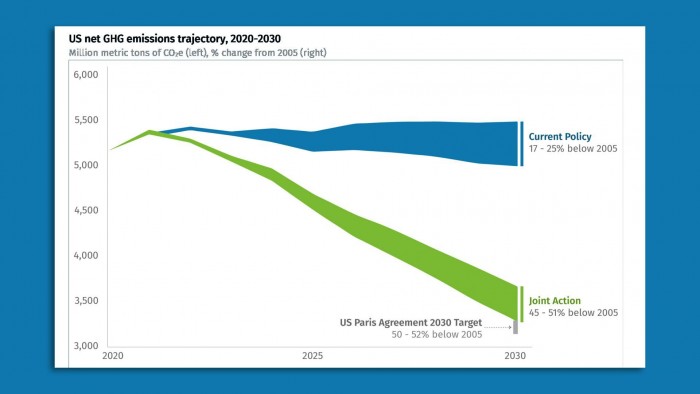 US net GHG emissions trajectory, 2020-2030
Million metric tons of CO₂e (left), % change from 2005 (right)
6,000
5,500
5,000
4,500
4,000
3,500
3,000
Current Policy
17 - 25% below 2005
Joint Action
45 - 51% below 2005
US Paris Agreement 2030 Target
50 - 52% below 2005
2020
2025
2030